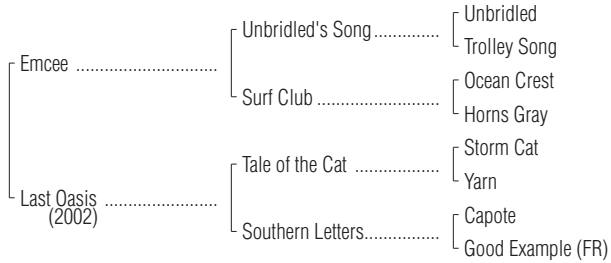 Unbridled
Unbridled's Song..............
Trolley Song
Emcee .............................
Ocean Crest
Surf Club .........................
Horns Gray
Storm Cat
Tale of the Cat .................
Yarn
Last Oasis .......................
(2002)
Capote
Southern Letters...............
Good Example (FR)